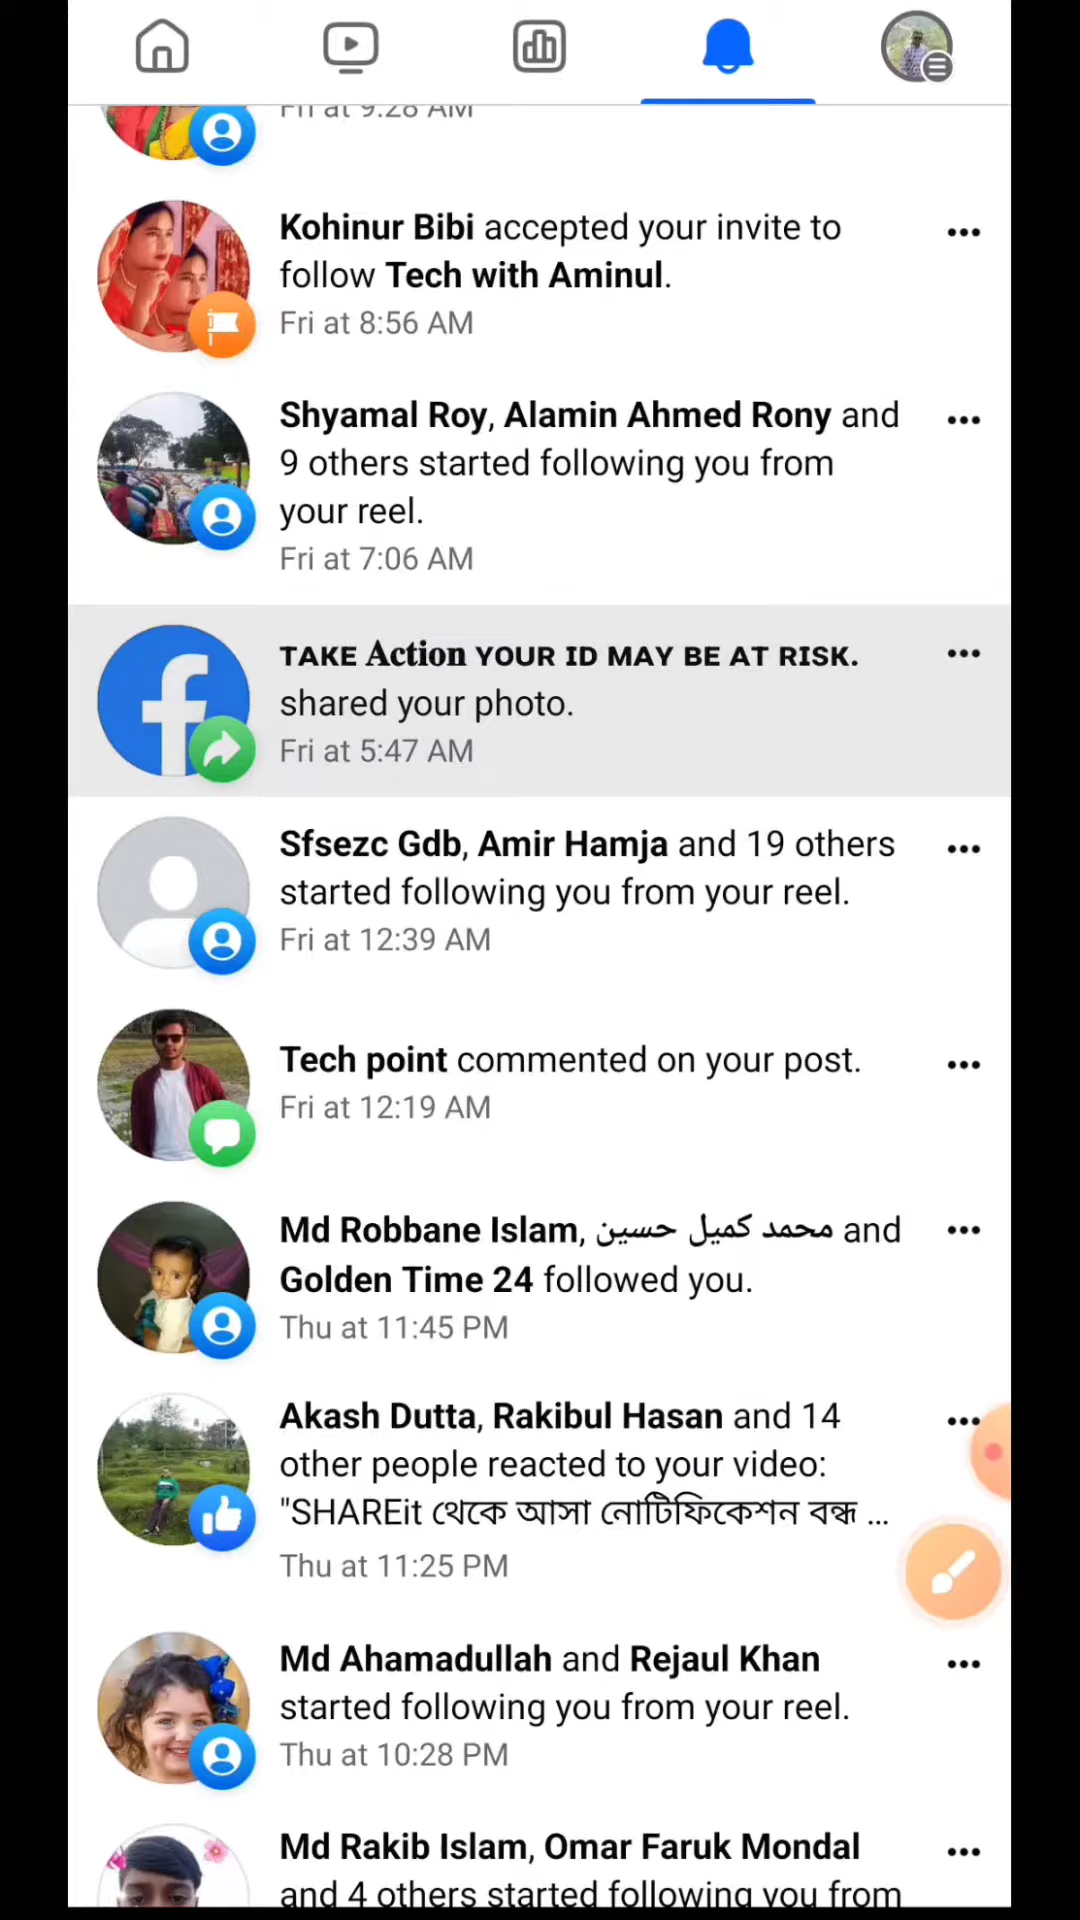 Fri at 9:28 AM
Kohinur Bibi accepted your invite to
follow Tech with Aminul.
Fri at 8:56 AM
Shyamal Roy, Alamin Ahmed Rony and
9 others started following you from
your reel.
Fri at 7:06 AM
ᴛᴀᴋᴇ 𝐀𝐜𝐭𝐢𝐨𝐧 ʏᴏᴜʀ ɪᴅ ᴍᴀʏ ʙᴇ ᴀᴛ ʀɪsᴋ.
shared your photo.
Fri at 5:47 AM
Sfsezc Gdb, Amir Hamja and 19 others
started following you from your reel.
Fri at 12:39 AM
Tech point commented on your post.
Fri at 12:19 AM
Md Robbane Islam, محمد كميل حسين and
Golden Time 24 followed you.
Thu at 11:45 PM
Akash Dutta, Rakibul Hasan and 14
other people reacted to your video:
"SHAREit থেকে আসা নোটিফিকেশন বন্ধ ...
Thu at 11:25 PM
Md Ahamadullah and Rejaul Khan
started following you from your reel.
Thu at 10:28 PM
Md Rakib Islam, Omar Faruk Mondal
and 4 others started following you from